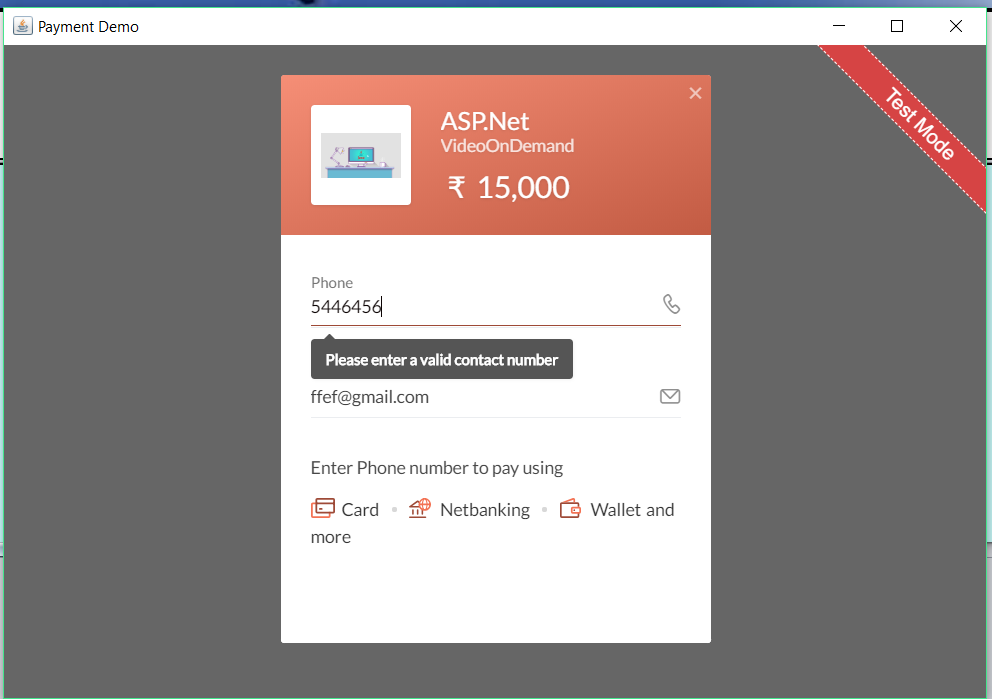 Payment Demo
Test Mode
ASP.Net
VideoOnDemand
₹ 15,000
Phone
5446456
Please enter a valid contact number
ffef@gmail.com
Enter Phone number to pay using
Card • Netbanking • Wallet and
more